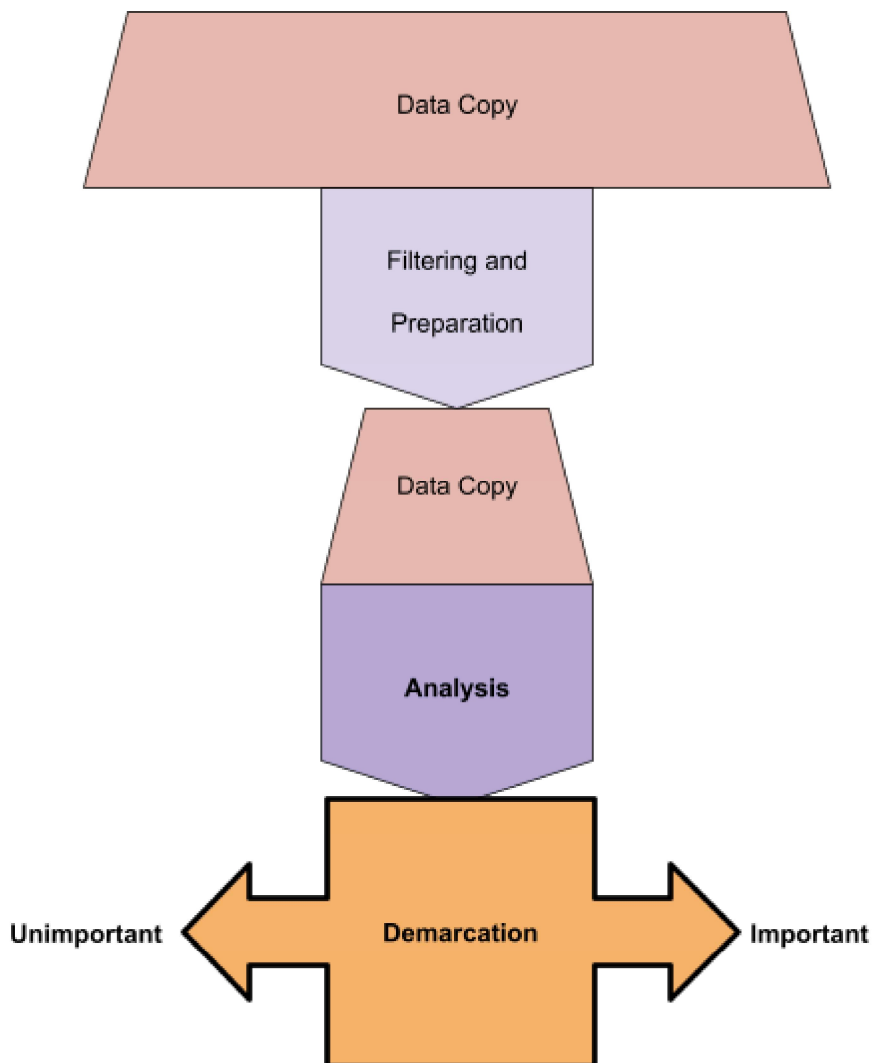 Data Copy
Filtering and
Preparation
Data Copy
Analysis
Unimportant
Demarcation
Important